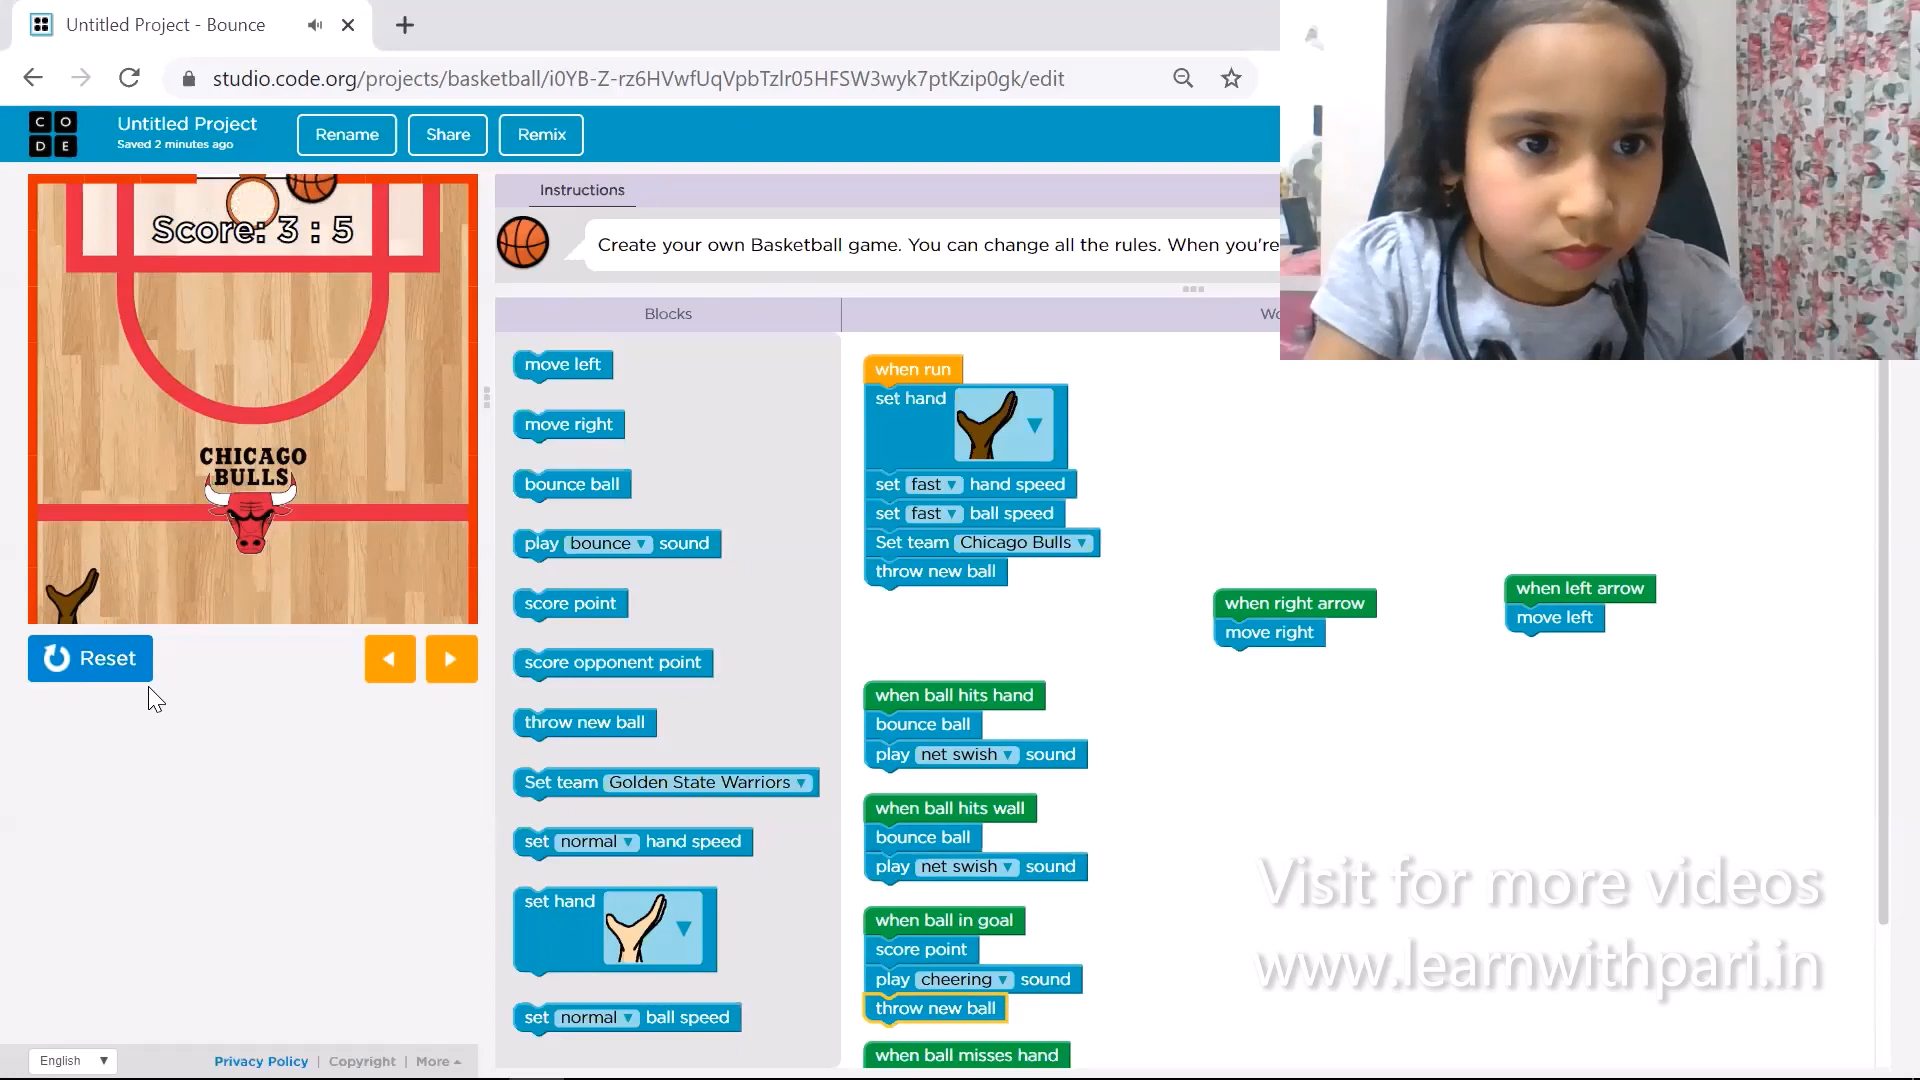 Untitled Project - Bounce
studio.code.org/projects/basketball/i0YB-Z-rz6HVwfUqVpbTzlr05HFSW3wyk7ptKzip0gk/edit
C O
D E
Untitled Project
Saved 2 minutes ago
Rename
Share
Remix
Score: 3 : 5
CHICAGO
BULLS
Reset
Instructions
Create your own Basketball game. You can change all the rules. When you're
Blocks
Wo
move left
move right
bounce ball
play bounce sound
score point
score opponent point
throw new ball
Set team Golden State Warriors
set normal hand speed
set hand
set normal ball speed
when run
set hand
set fast hand speed
set fast ball speed
Set team Chicago Bulls
throw new ball
when right arrow
move right
when left arrow
move left
when ball hits hand
bounce ball
play net swish sound
when ball hits wall
bounce ball
play net swish sound
when ball in goal
score point
play cheering sound
throw new ball
when ball misses hand
Visit for more videos
www.learnwithpari.in
English
Privacy Policy | Copyright | More